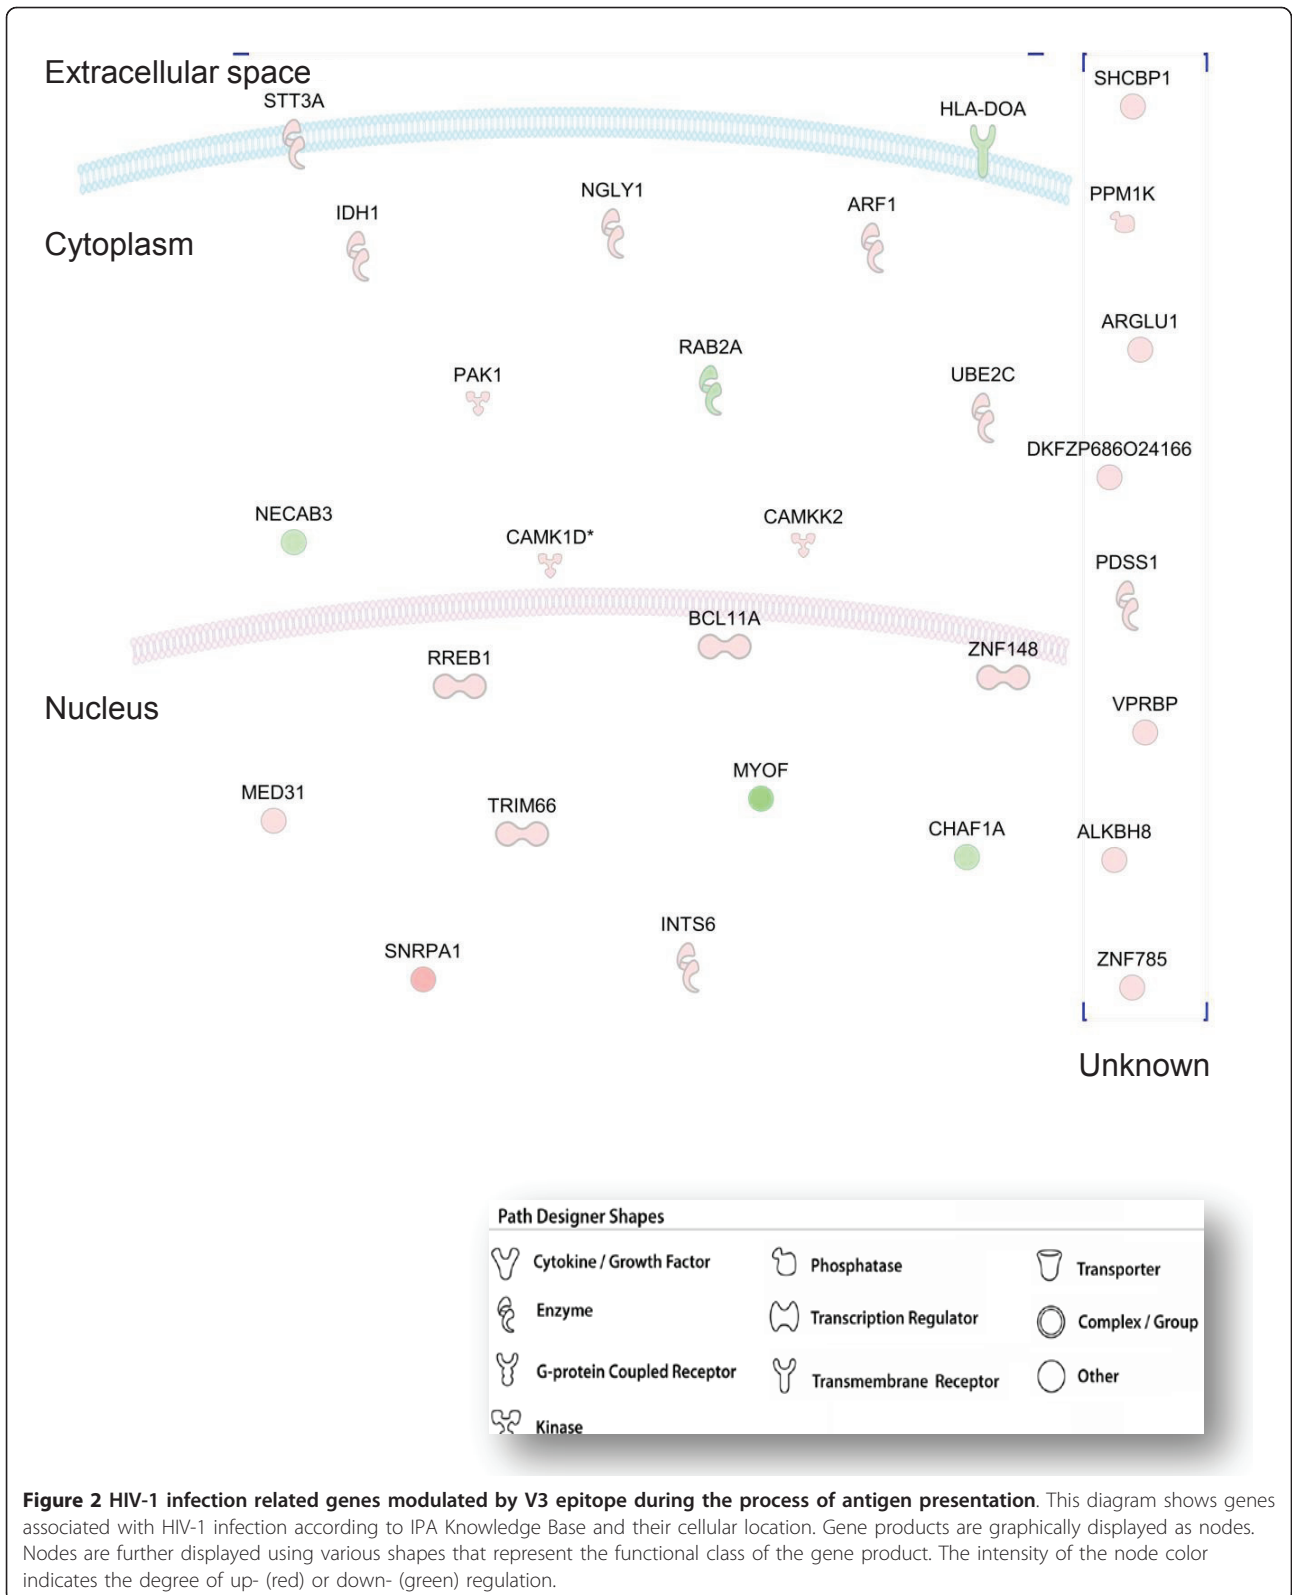 Extracellular space
STT3A
HLA-DOA
SHCBP1
IDH1
NGLY1
ARF1
PPM1K
Cytoplasm
ARGLU1
PAK1
RAB2A
UBE2C
DKFZP686O24166
NECAB3
CAMK1D*
CAMKK2
PDSS1
BCL11A
RREB1
ZNF148
Nucleus
VPRBP
MED31
TRIM66
MYOF
CHAF1A
ALKBH8
SNRPA1
INTS6
ZNF785
Unknown
Path Designer Shapes
Cytokine / Growth Factor
Phosphatase
Transporter
Enzyme
Transcription Regulator
Complex / Group
G-protein Coupled Receptor
Transmembrane Receptor
Other
Kinase
Figure 2 HIV-1 infection related genes modulated by V3 epitope during the process of antigen presentation. This diagram shows genes
associated with HIV-1 infection according to IPA Knowledge Base and their cellular location. Gene products are graphically displayed as nodes.
Nodes are further displayed using various shapes that represent the functional class of the gene product. The intensity of the node color
indicates the degree of up- (red) or down- (green) regulation.